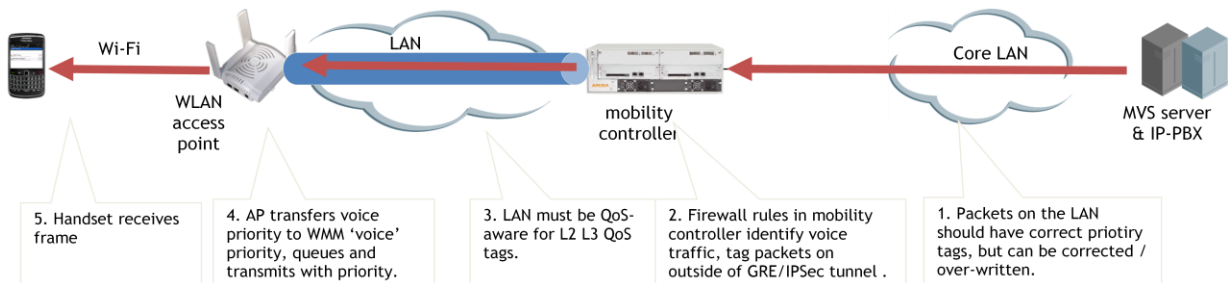 Wi-Fi
LAN
Core LAN
WLAN
access
point
mobility
controller
MVS server
& IP-PBX
5. Handset receives
frame
4. AP transfers voice
priority to WMM ‘voice’
priority, queues and
transmits with priority.
3. LAN must be QoS-
aware for L2 L3 QoS
tags.
2. Firewall rules in mobility
controller identify voice
traffic, tag packets on
outside of GRE/IPSec tunnel .
1. Packets on the LAN
should have correct priotiry
tags, but can be corrected /
over-written.